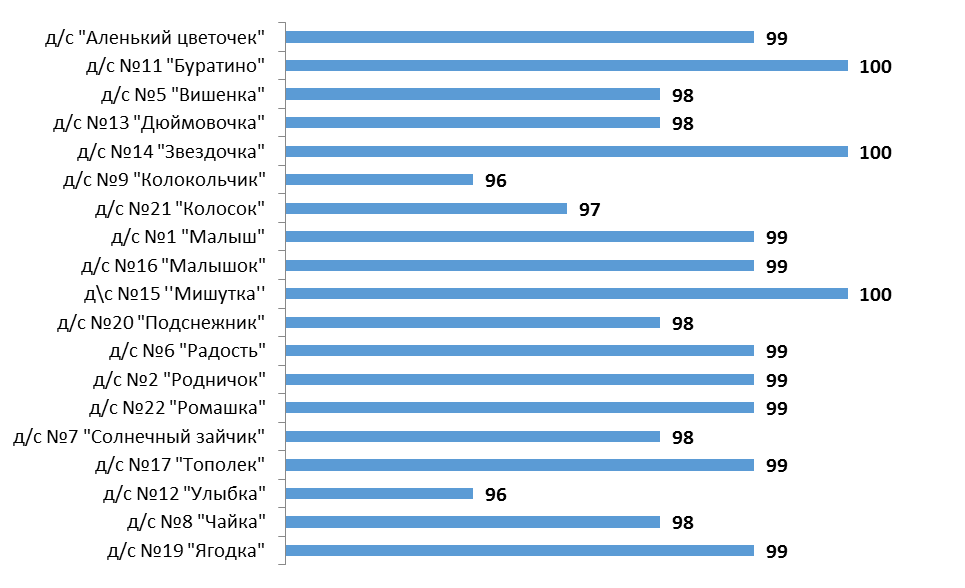 д/с "Аленький цветочек" 99
д/с №11 "Буратино" 100
д/с №5 "Вишенка" 98
д/с №13 "Дюймовочка" 98
д/с №14 "Звездочка" 100
д/с №9 "Колокольчик" 96
д/с №21 "Колосок" 97
д/с №1 "Малыш" 99
д/с №16 "Малышок" 99
д\с №15 ''Мишутка'' 100
д/с №20 "Подснежник" 98
д/с №6 "Радость" 99
д/с №2 "Родничок" 99
д/с №22 "Ромашка" 99
д/с №7 "Солнечный зайчик" 98
д/с №17 "Тополек" 99
д/с №12 "Улыбка" 96
д/с №8 "Чайка" 98
д/с №19 "Ягодка" 99